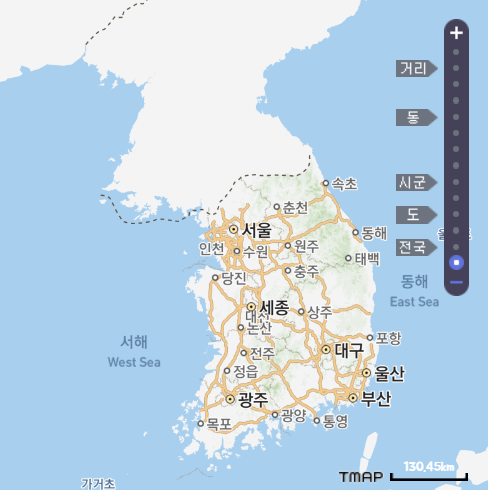 +
거리
동
시군
도
전국
속초
춘천
서울
동해
인천
수원
원주
태백
당진
충주
동해
East Sea
세종
대전
상주
논산
포항
서해
West Sea
전주
대구
정읍
울산
광주
부산
광양
목포
통영
130.45km
TMAP
가거초